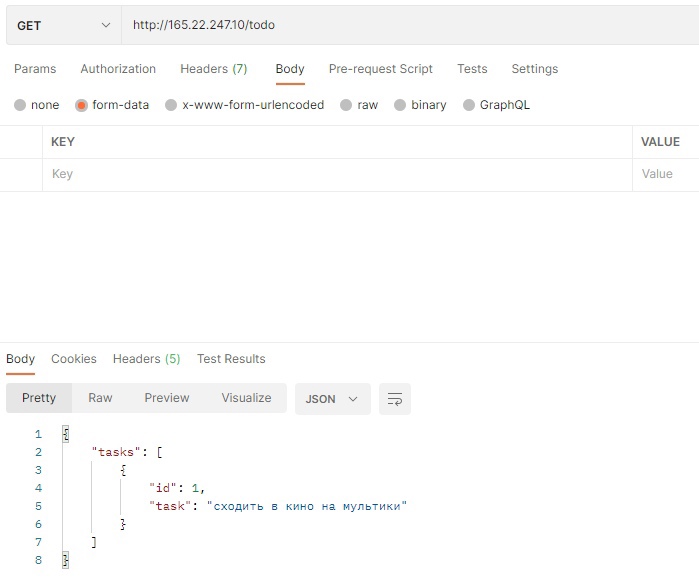 GET http://165.22.247.10/todo
Params Authorization Headers (7) Body Pre-request Script Tests Settings
none form-data x-www-form-urlencoded raw binary GraphQL
KEY VALUE
Key Value
Body Cookies Headers (5) Test Results
Pretty Raw Preview Visualize JSON
1 {
2 "tasks": [
3 {
4 "id": 1,
5 "task": "сходить в кино на мультики"
6 }
7 ]
8 }